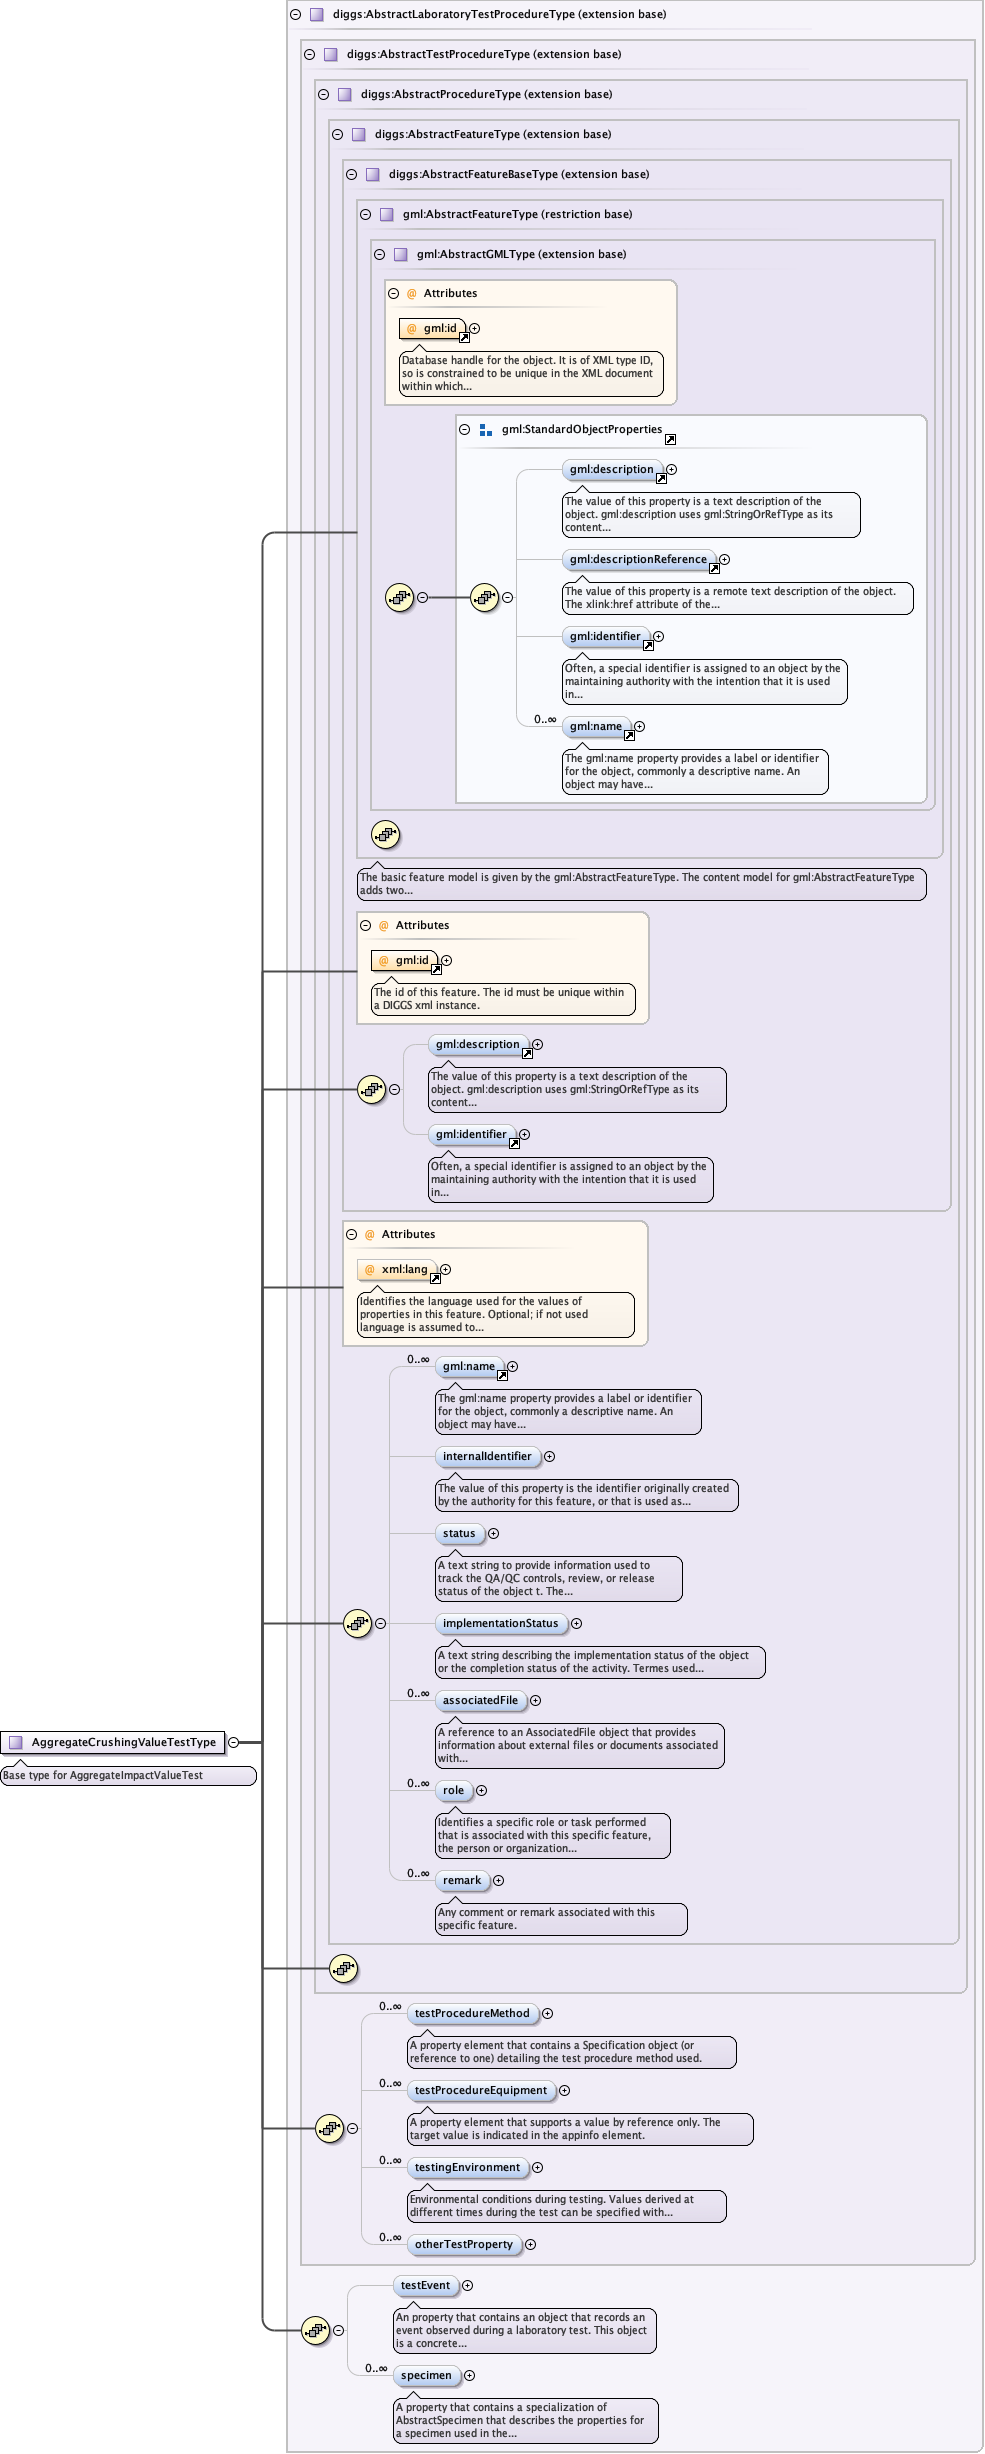 diggs:AbstractLaboratoryTestProcedureType (extension base)
diggs:AbstractTestProcedureType (extension base)
diggs:AbstractProcedureType (extension base)
diggs:AbstractFeatureType (extension base)
diggs:AbstractFeatureBaseType (extension base)
gml:AbstractFeatureType (restriction base)
gml:AbstractGMLType (extension base)
@ Attributes
@ gml:id
Database handle for the object. It is of XML type ID,
so is constrained to be unique in the XML document
within which...
gml:StandardObjectProperties
gml:description
The value of this property is a text description of the
object. gml:description uses gml:StringOrRefType as its
content...
gml:descriptionReference
The value of this property is a remote text description of the object.
The xlink:href attribute of the...
gml:identifier
Often, a special identifier is assigned to an object by the
maintaining authority with the intention that it is used
in...
0..∞
gml:name
The gml:name property provides a label or identifier
for the object, commonly a descriptive name. An
object may have...
The basic feature model is given by the gml:AbstractFeatureType. The content model for gml:AbstractFeatureType
adds two...
@ Attributes
@ gml:id
The id of this feature. The id must be unique within
a DIGGS xml instance.
gml:description
The value of this property is a text description of the
object. gml:description uses gml:StringOrRefType as its
content...
gml:identifier
Often, a special identifier is assigned to an object by the
maintaining authority with the intention that it is used
in...
@ Attributes
@ xml:lang
Identifies the language used for the values of
properties in this feature. Optional; if not used
language is assumed to...
0..∞
gml:name
The gml:name property provides a label or identifier
for the object, commonly a descriptive name. An
object may have...
internalIdentifier
The value of this property is the identifier originally created
by the authority for this feature, or that is used as...
status
A text string to provide information used to
track the QA/QC controls, review, or release
status of the object t. The...
implementationStatus
A text string describing the implementation status of the object
or the completion status of the activity. Termes used...
0..∞
associatedFile
A reference to an AssociatedFile object that provides
information about external files or documents associated
with...
AggregateCrushingValueTestType
Base type for AggregateImpactValueTest
0..∞
role
Identifies a specific role or task performed
that is associated with this specific feature,
the person or organization...
0..∞
remark
Any comment or remark associated with this
specific feature.
0..∞
testProcedureMethod
A property element that contains a Specification object (or
reference to one) detailing the test procedure method used.
0..∞
testProcedureEquipment
A property element that supports a value by reference only. The
target value is indicated in the appinfo element.
0..∞
testingEnvironment
Environmental conditions during testing. Values derived at
different times during the test can be specified with...
0..∞
otherTestProperty
testEvent
An property that contains an object that records an
event observed during a laboratory test. This object
is a concrete...
0..∞
specimen
A property that contains a specialization of
AbstractSpecimen that describes the properties for
a specimen used in the...